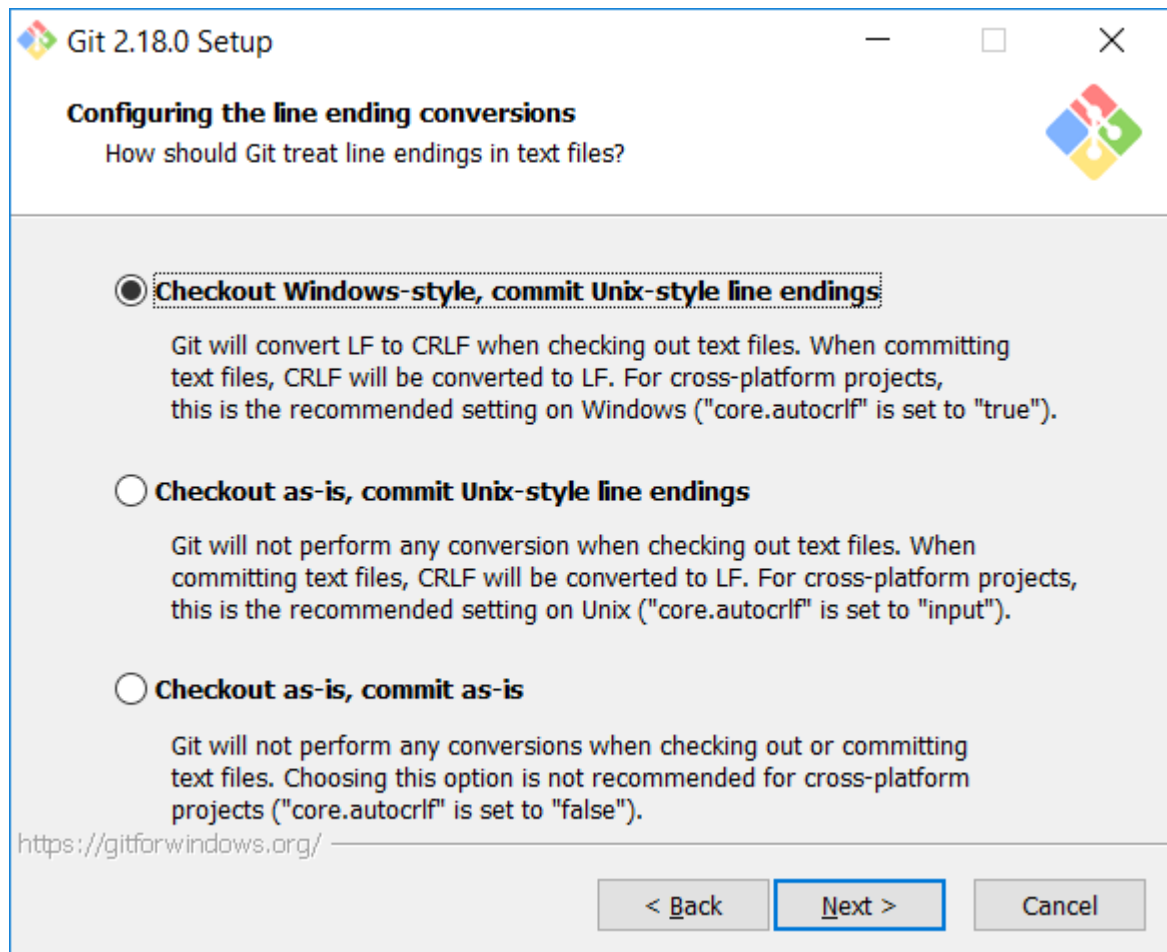 Git 2.18.0 Setup
Configuring the line ending conversions
How should Git treat line endings in text files?
Checkout Windows-style, commit Unix-style line endings
Git will convert LF to CRLF when checking out text files. When committing
text files, CRLF will be converted to LF. For cross-platform projects,
this is the recommended setting on Windows ("core.autocrlf" is set to "true").
Checkout as-is, commit Unix-style line endings
Git will not perform any conversion when checking out text files. When
committing text files, CRLF will be converted to LF. For cross-platform projects,
this is the recommended setting on Unix ("core.autocrlf" is set to "input").
Checkout as-is, commit as-is
Git will not perform any conversions when checking out or committing
text files. Choosing this option is not recommended for cross-platform
projects ("core.autocrlf" is set to "false").
https://gitforwindows.org/
< Back Next > Cancel